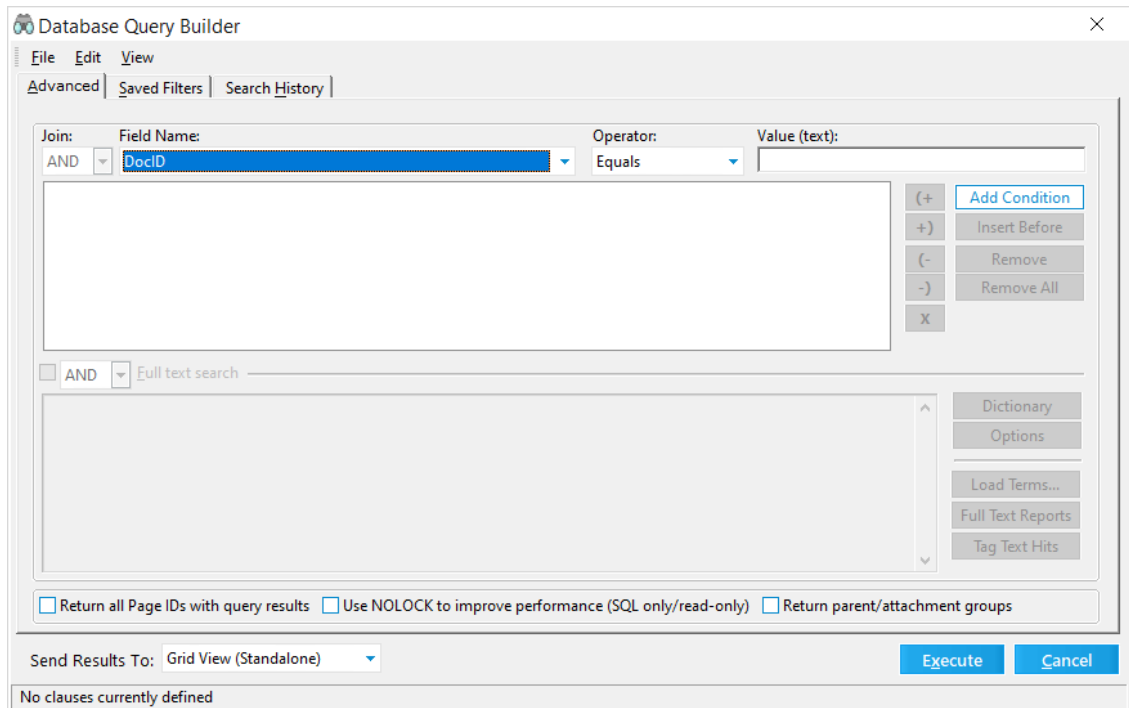 Database Query Builder
File Edit View
Advanced Saved Filters Search History
Join: Field Name: Operator: Value (text):
AND DocID Equals
(+ Add Condition
+) Insert Before
(- Remove
-) Remove All
X
AND Full text search
Dictionary
Options
Load Terms...
Full Text Reports
Tag Text Hits
Return all Page IDs with query results Use NOLOCK to improve performance (SQL only/read-only) Return parent/attachment groups
Send Results To: Grid View (Standalone) Execute Cancel
No clauses currently defined